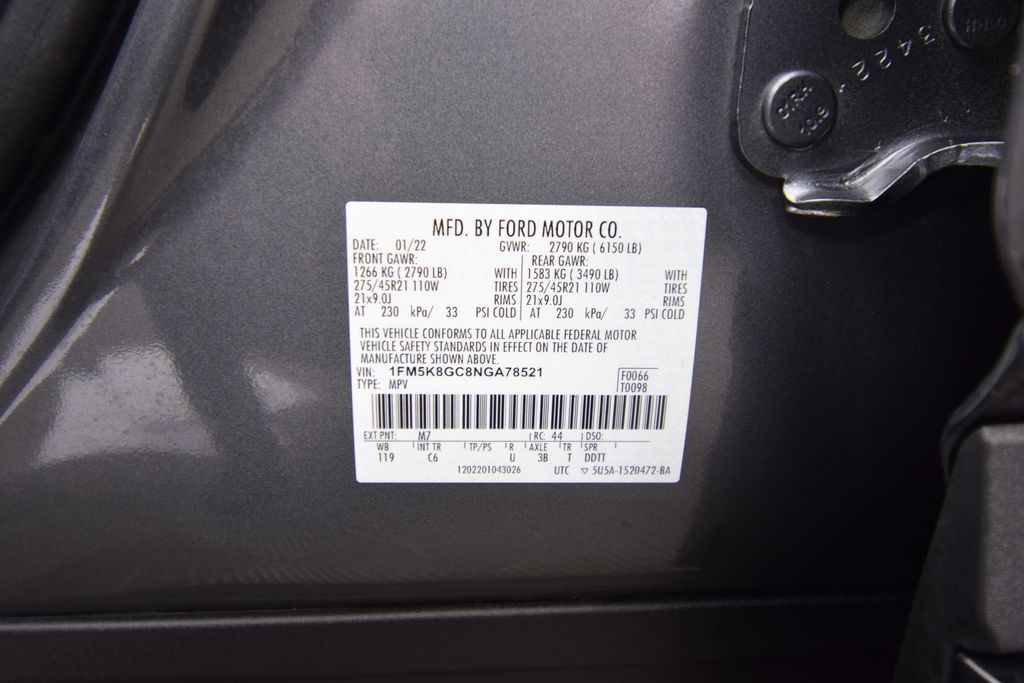 3422
01RK
10.9
MFD. BY FORD MOTOR CO.
DATE: 01/22 GVWR: 2790 KG ( 6150 LB)
FRONT GAWR: REAR GAWR:
1266 KG ( 2790 LB) WITH 1583 KG ( 3490 LB) WITH
275/45R21 110W TIRES 275/45R21 110W TIRES
21x9.0J RIMS 21x9.0J RIMS
AT 230 kPa/ 33 PSI COLD AT 230 kPa/ 33 PSI COLD
THIS VEHICLE CONFORMS TO ALL APPLICABLE FEDERAL MOTOR
VEHICLE SAFETY STANDARDS IN EFFECT ON THE DATE OF
MANUFACTURE SHOWN ABOVE.
VIN: 1FM5K8GC8NGA78521 F0066
TYPE: MPV T0098
EXT PNT: M7 RC: 44 DSO:
WB INT TR TP/PS R AXLE TR SPR
119 C6 U 3B T DDTT
1202201043026 UTC ▽ 5U5A-1520472-BA